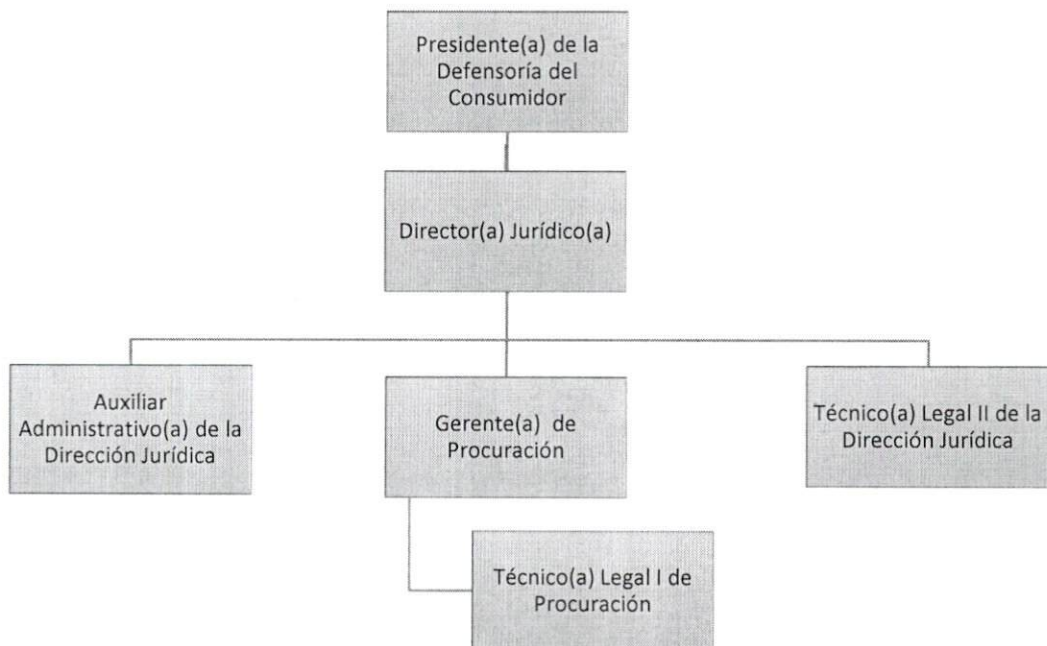 Presidente(a) de la
Defensoría del
Consumidor
Director(a) Jurídico(a)
Auxiliar
Administrativo(a) de la
Dirección Jurídica
Gerente(a) de
Procuración
Técnico(a) Legal II de la
Dirección Jurídica
Técnico(a) Legal I de
Procuración